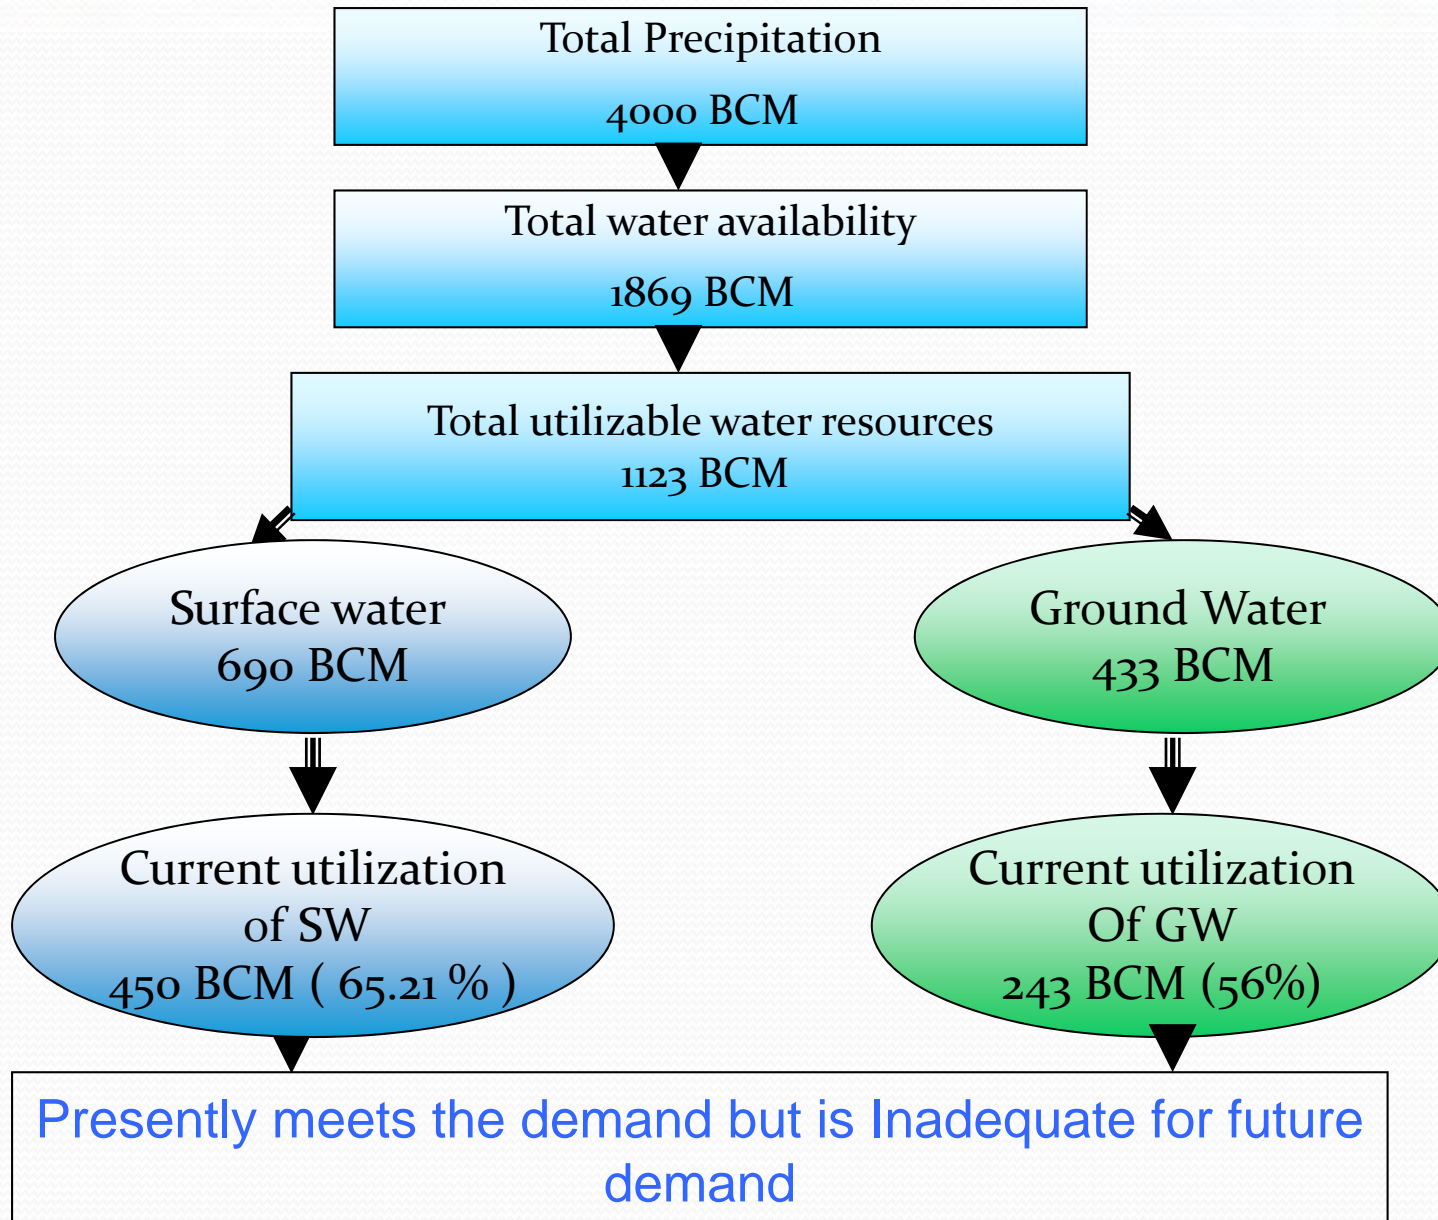 Total Precipitation
4000 BCM
Total water availability
1869 BCM
Total utilizable water resources
1123 BCM
Surface water
690 BCM
Ground Water
433 BCM
Current utilization
of SW
450 BCM ( 65.21 % )
Current utilization
Of GW
243 BCM (56%)
Presently meets the demand but is Inadequate for future
demand